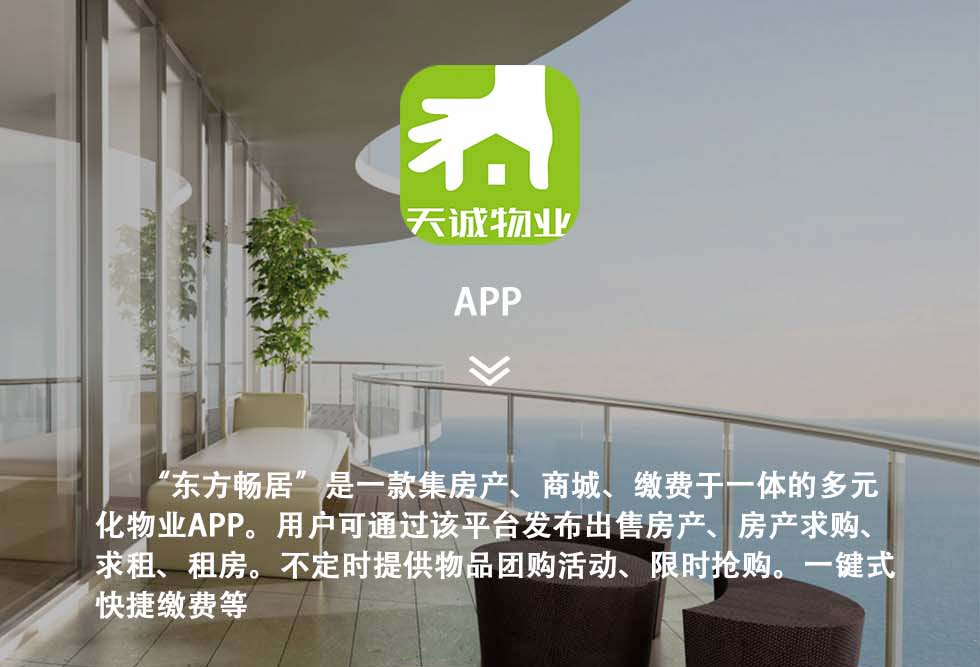 天诚物业
APP
“东方畅居”是一款集房产、商城、缴费于一体的多元
化物业APP。用户可通过该平台发布出售房产、房产求购、
求租、租房。不定时提供物品团购活动、限时抢购。一键式
快捷缴费等